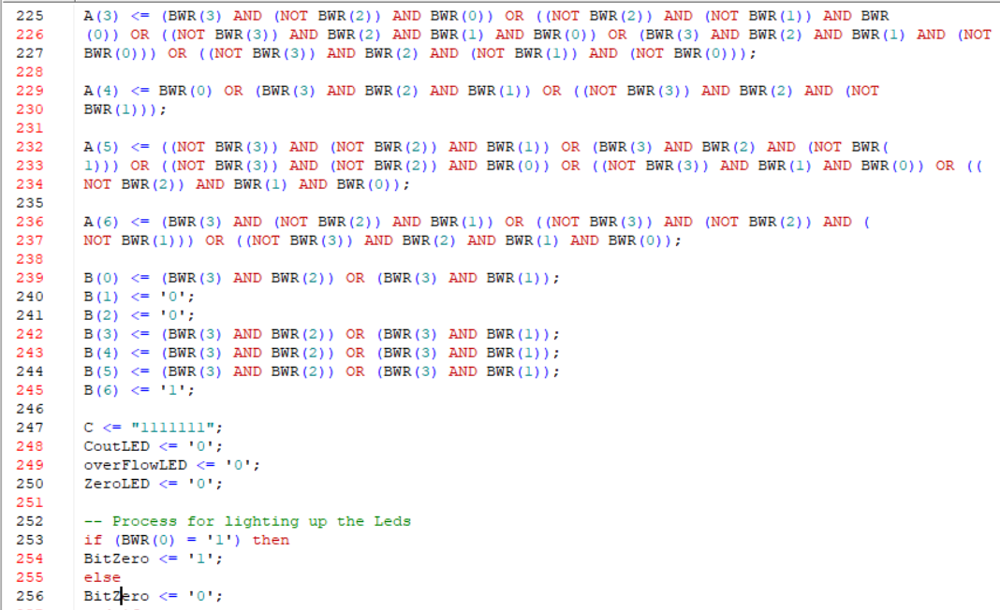 225 A(3) <= (BWR(3) AND (NOT BWR(2)) AND BWR(0)) OR ((NOT BWR(2)) AND (NOT BWR(1)) AND BWR
226 (0)) OR ((NOT BWR(3)) AND BWR(2) AND BWR(1) AND BWR(0)) OR (BWR(3) AND BWR(2) AND BWR(1) AND (NOT
227 BWR(0))) OR ((NOT BWR(3)) AND BWR(2) AND (NOT BWR(1)) AND (NOT BWR(0)));
228
229 A(4) <= BWR(0) OR (BWR(3) AND BWR(2) AND BWR(1)) OR ((NOT BWR(3)) AND BWR(2) AND (NOT
230 BWR(1)));
231
232 A(5) <= ((NOT BWR(3)) AND (NOT BWR(2)) AND BWR(1)) OR (BWR(3) AND BWR(2) AND (NOT BWR(
233 1))) OR ((NOT BWR(3)) AND (NOT BWR(2)) AND BWR(0)) OR ((NOT BWR(3)) AND BWR(1) AND BWR(0)) OR ((
234 NOT BWR(2)) AND BWR(1) AND BWR(0));
235
236 A(6) <= (BWR(3) AND (NOT BWR(2)) AND BWR(1)) OR ((NOT BWR(3)) AND (NOT BWR(2)) AND (
237 NOT BWR(1))) OR ((NOT BWR(3)) AND BWR(2) AND BWR(1) AND BWR(0));
238
239 B(0) <= (BWR(3) AND BWR(2)) OR (BWR(3) AND BWR(1));
240 B(1) <= '0';
241 B(2) <= '0';
242 B(3) <= (BWR(3) AND BWR(2)) OR (BWR(3) AND BWR(1));
243 B(4) <= (BWR(3) AND BWR(2)) OR (BWR(3) AND BWR(1));
244 B(5) <= (BWR(3) AND BWR(2)) OR (BWR(3) AND BWR(1));
245 B(6) <= '1';
246
247 C <= "1111111";
248 CoutLED <= '0';
249 overFlowLED <= '0';
250 ZeroLED <= '0';
251
252 -- Process for lighting up the Leds
253 if (BWR(0) = '1') then
254 BitZero <= '1';
255 else
256 BitZero <= '0';